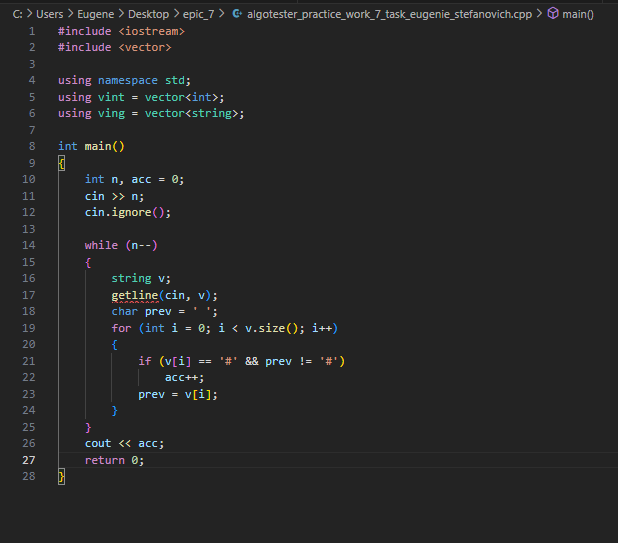 C: > Users > Eugene > Desktop > epic_7 > algotester_practice_work_7_task_eugenie_stefanovich.cpp > main()
1 #include <iostream>
2 #include <vector>
3
4 using namespace std;
5 using vint = vector<int>;
6 using ving = vector<string>;
7
8 int main()
9 {
10 int n, acc = 0;
11 cin >> n;
12 cin.ignore();
13
14 while (n--)
15 {
16 string v;
17 getline(cin, v);
18 char prev = ' ';
19 for (int i = 0; i < v.size(); i++)
20 {
21 if (v[i] == '#' && prev != '#')
22 acc++;
23 prev = v[i];
24 }
25 }
26 cout << acc;
27 return 0;
28 }